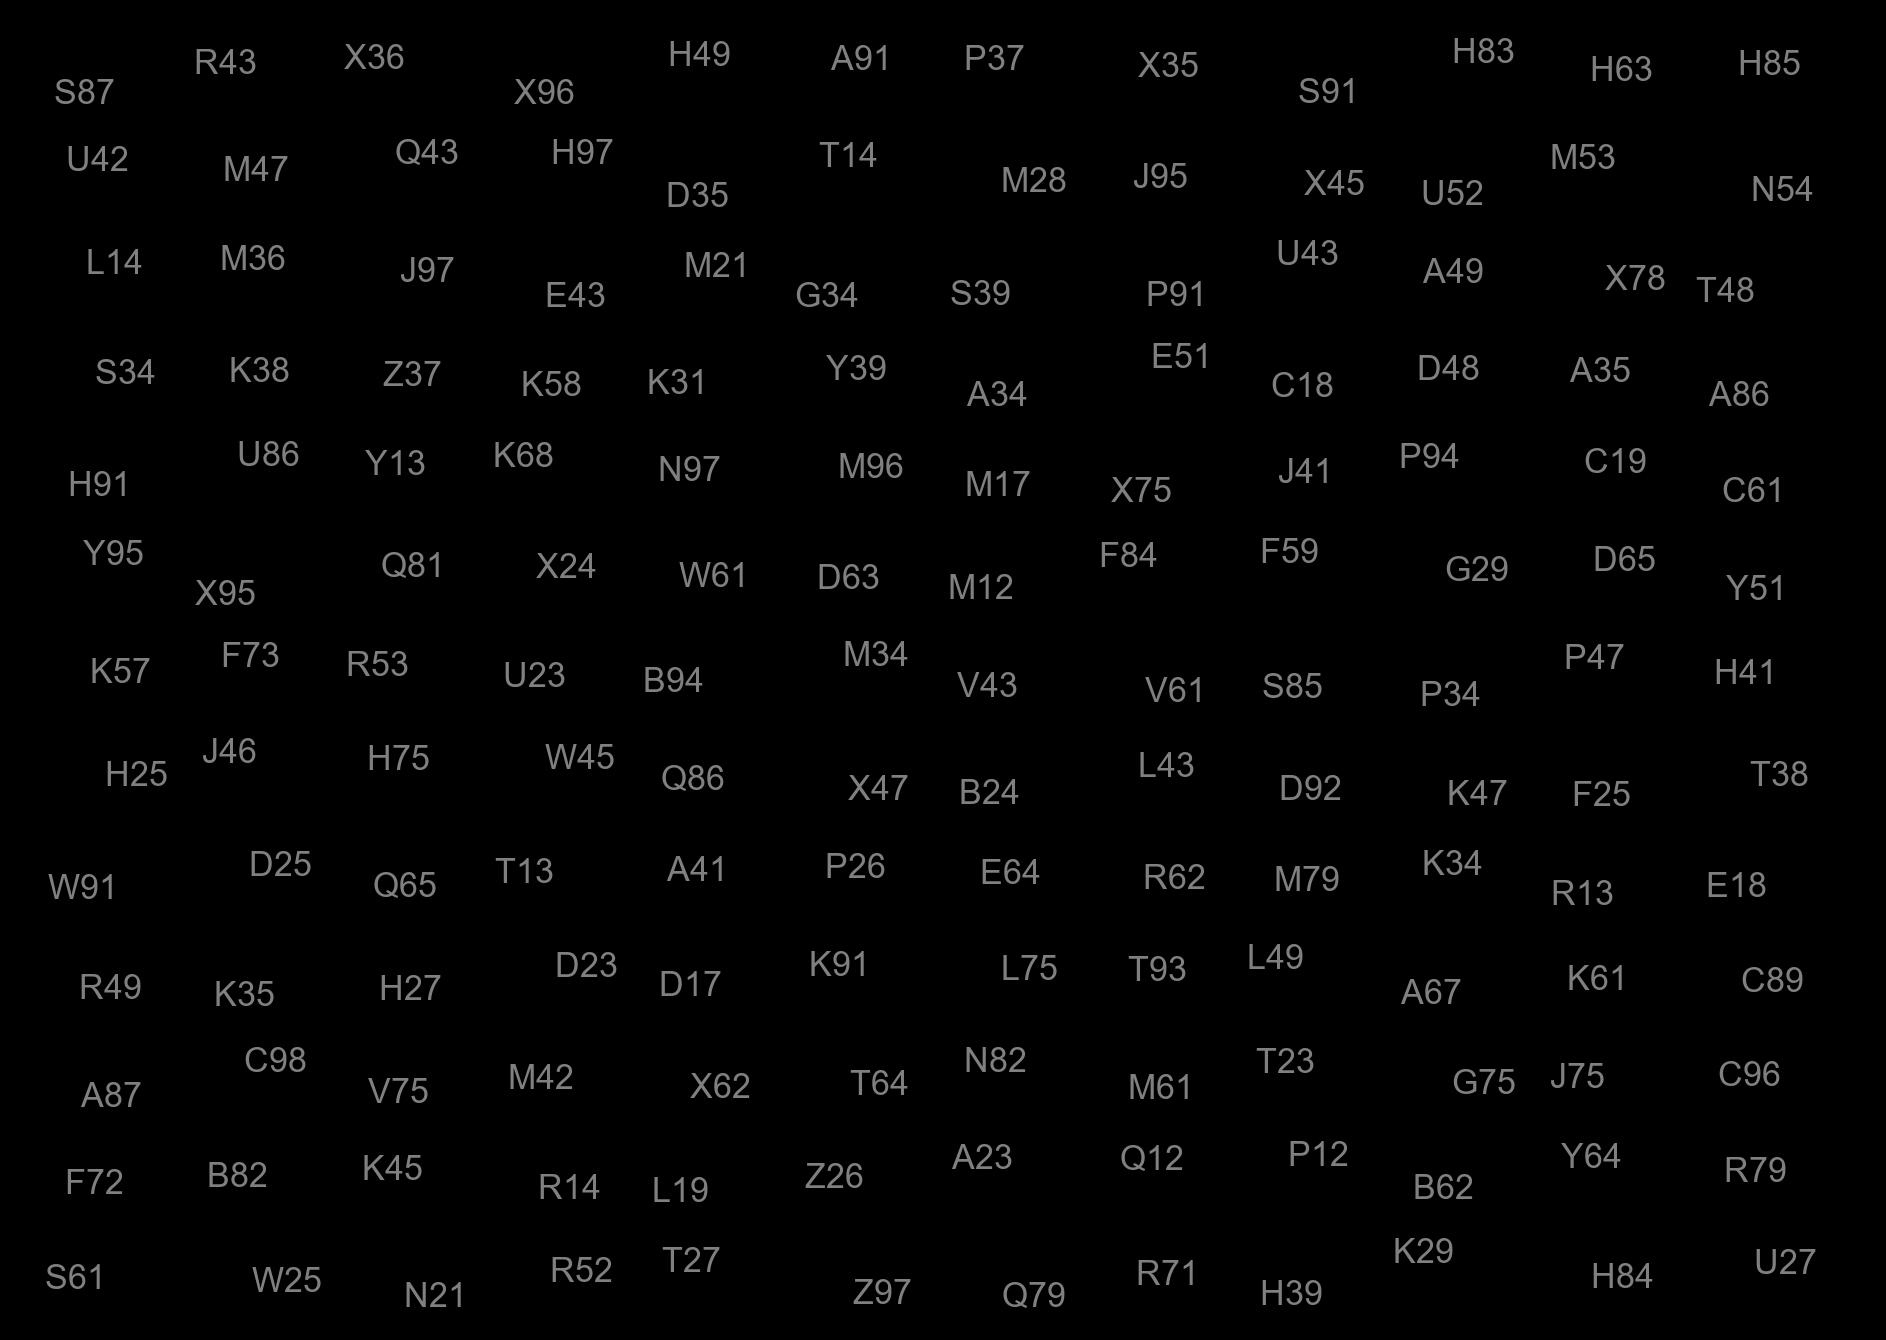 S87 R43 X36 X96 H49 A91 P37 X35 S91 H83 H63 H85
U42 M47 Q43 H97 D35 T14 M28 J95 X45 U52 M53 N54
L14 M36 J97 E43 M21 G34 S39 P91 U43 A49 X78 T48
S34 K38 Z37 K58 K31 Y39 A34 E51 C18 D48 A35 A86
H91 U86 Y13 K68 N97 M96 M17 X75 J41 P94 C19 C61
Y95 X95 Q81 X24 W61 D63 M12 F84 F59 G29 D65 Y51
K57 F73 R53 U23 B94 M34 V43 V61 S85 P34 P47 H41
H25 J46 H75 W45 Q86 X47 B24 L43 D92 K47 F25 T38
W91 D25 Q65 T13 A41 P26 E64 R62 M79 K34 R13 E18
R49 K35 H27 D23 D17 K91 L75 T93 L49 A67 K61 C89
A87 C98 V75 M42 X62 T64 N82 M61 T23 G75 J75 C96
F72 B82 K45 R14 L19 Z26 A23 Q12 P12 B62 Y64 R79
S61 W25 N21 R52 T27 Z97 Q79 R71 H39 K29 H84 U27